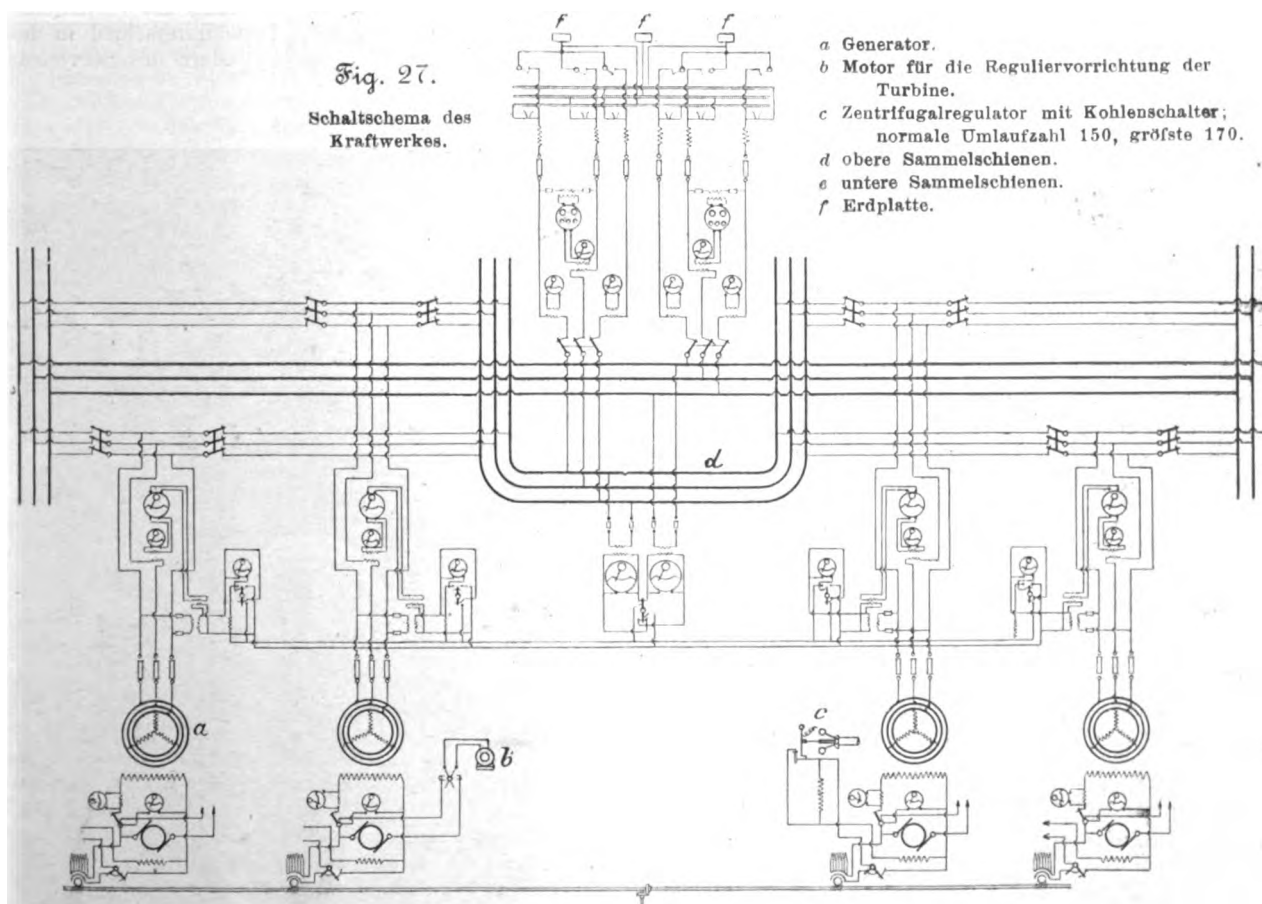 f f f
Fig. 27.
Schaltschema des
Kraftwerkes.
a Generator.
b Motor für die Reguliervorrichtung der
Turbine.
c Zentrifugalregulator mit Kohlenschalter;
normale Umlaufzahl 150, gröſste 170.
d obere Sammelschienen.
e untere Sammelschienen.
f Erdplatte.
d
a
b
c